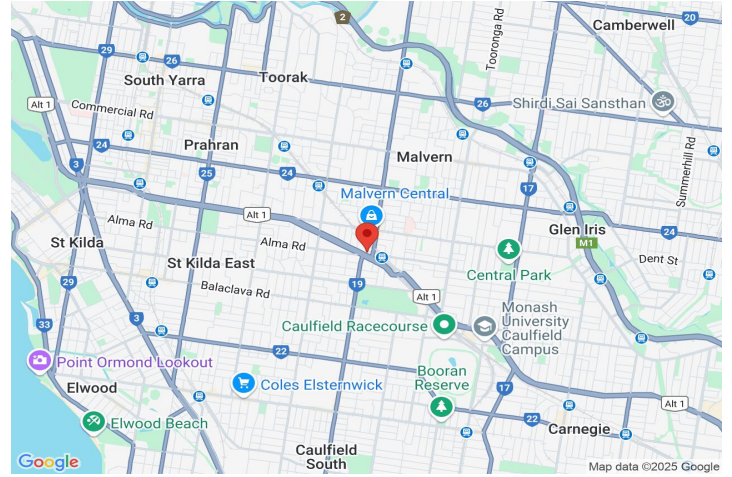 2
Camberwell
20
29
26
South Yarra
Toorak
Tooronga Rd
26
Shirdi Sai Sansthan
Alt 1
Commercial Rd
24
Prahran
Malvern
3
25
24
17
Summerhill Rd
Malvern Central
Alt 1
Alma Rd
Glen Iris
24
St Kilda
Alma Rd
M1
Dent St
St Kilda East
Central Park
29
Balaclava Rd
19
Alt 1
33
3
Caulfield Racecourse
Monash
University
Caulfield
Campus
22
Point Ormond Lookout
Booran
Reserve
Elwood
Coles Elsternwick
17
Alt 1
Elwood Beach
22
Carnegie
Caulfield
South
Google
Map data ©2025 Google